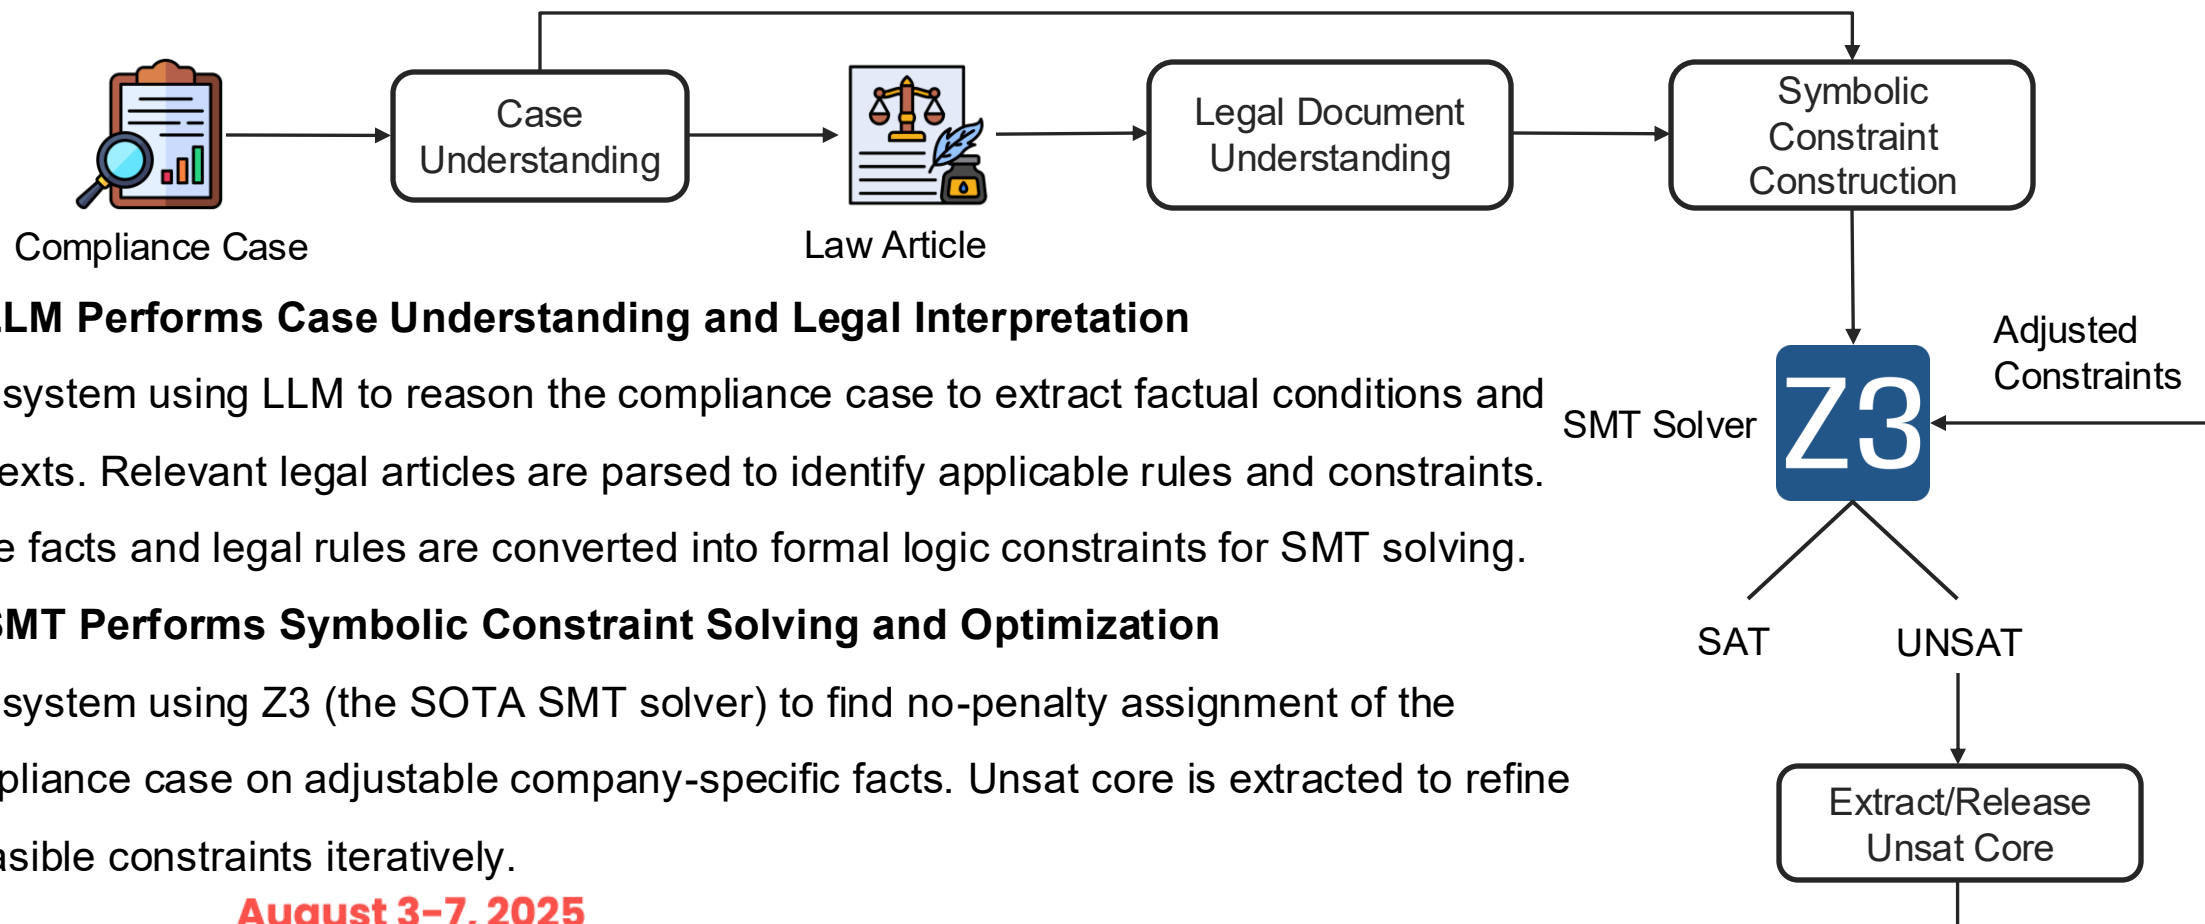 Case
Understanding
Legal Document
Understanding
Symbolic
Constraint
Construction
Compliance Case
Law Article
LLM Performs Case Understanding and Legal Interpretation
system using LLM to reason the compliance case to extract factual conditions and
Relevant legal articles are parsed to identify applicable rules and constraints.
facts and legal rules are converted into formal logic constraints for SMT solving.
SMT Performs Symbolic Constraint Solving and Optimization
system using Z3 (the SOTA SMT solver) to find no-penalty assignment of the
case on adjustable company-specific facts. Unsat core is extracted to refine
constraints iteratively.
August 3-7, 2025
Adjusted
Constraints
SMT Solver
Z3
SAT
UNSAT
Extract/Release
Unsat Core